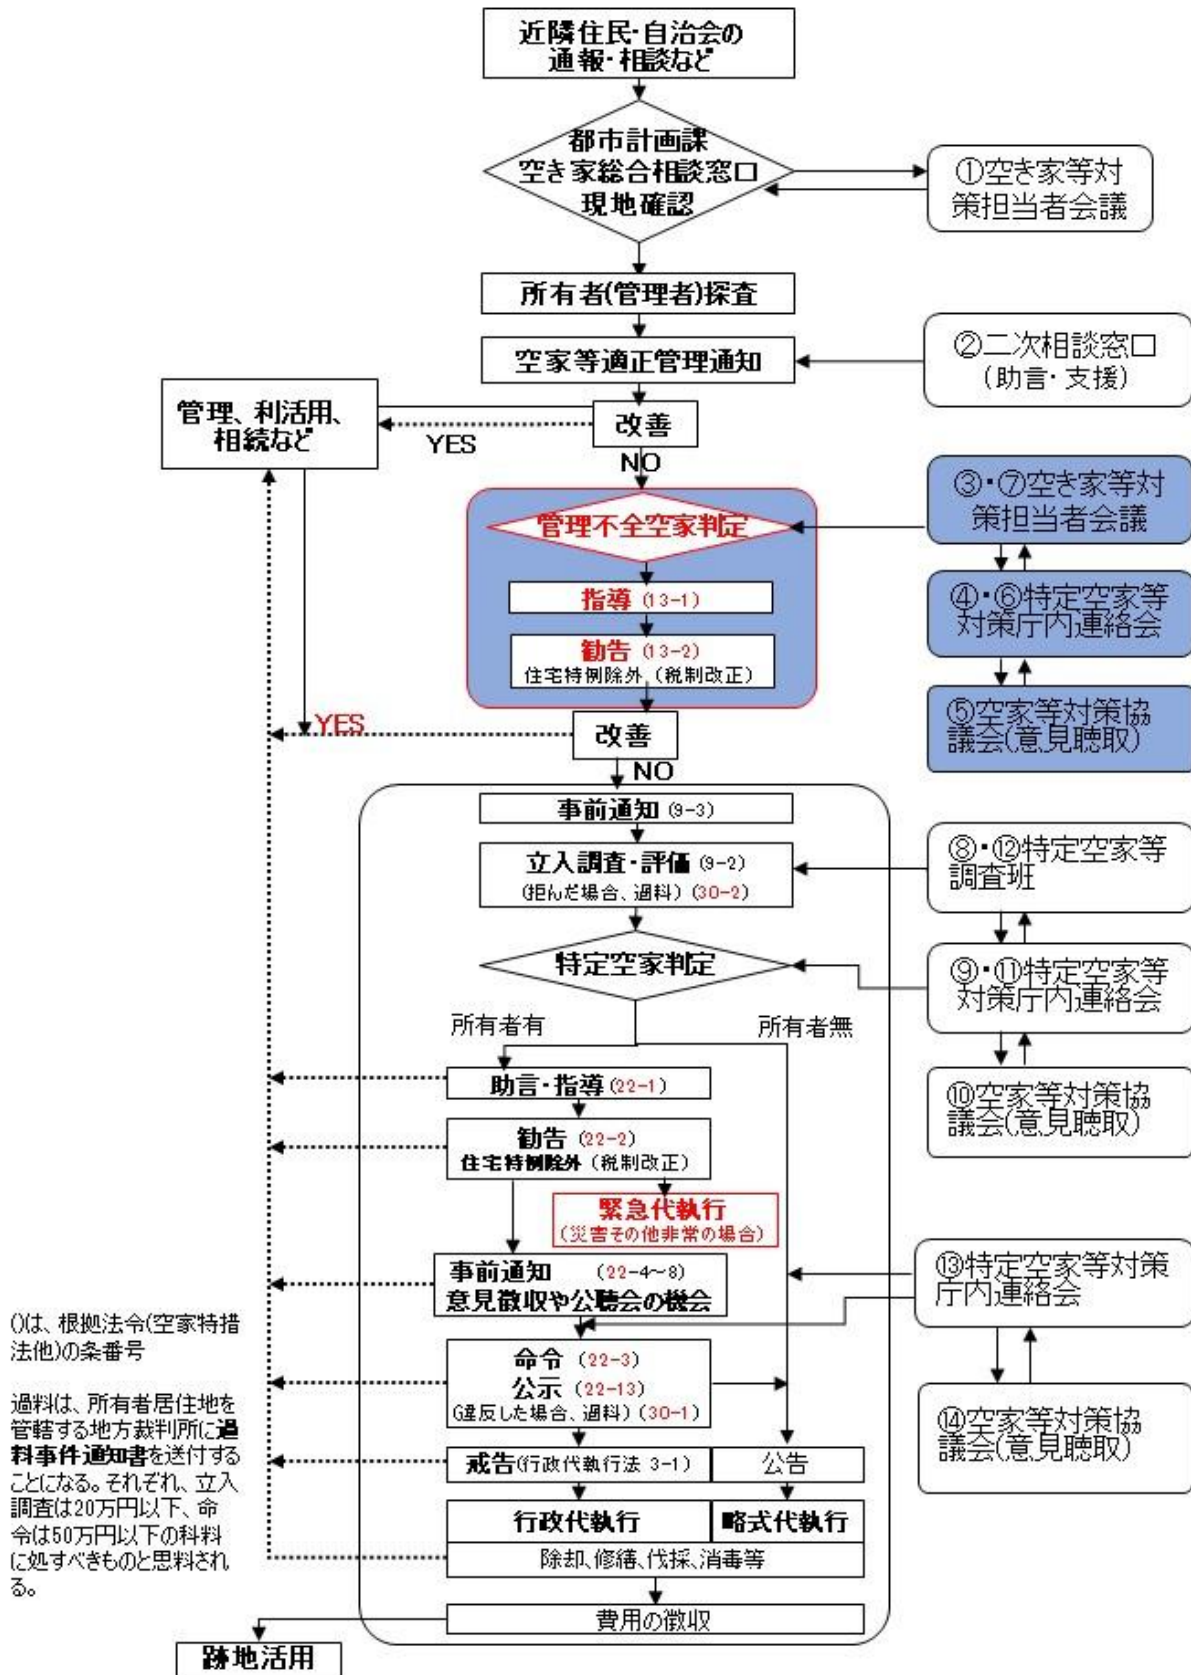 近隣住民・自治会の
通報・相談など
都市計画課
空き家総合相談窓口
現地確認
①空き家等対
策担当者会議
所有者(管理者)探査
空家等適正管理通知
②二次相談窓口
(助言・支援)
管理、利活用、
相続など
改善
YES
NO
管理不全空家判定
③・⑦空き家等対
策担当者会議
指導 (13-1)
④・⑥特定空家等
対策庁内連絡会
勧告 (13-2)
住宅特例除外 (税制改正)
⑤空家等対策協
議会(意見聴取)
YES
改善
NO
事前通知 (9-3)
立入調査・評価 (9-2)
(拒んだ場合、過料) (30-2)
⑧・⑫特定空家等
調査班
特定空家判定
⑨・⑪特定空家等
対策庁内連絡会
所有者有
所有者無
助言・指導 (22-1)
⑩空家等対策協
議会(意見聴取)
勧告 (22-2)
住宅特例除外 (税制改正)
緊急代執行
(災害その他非常の場合)
事前通知 (22-4~8)
意見徴収や公聴会の機会
⑬特定空家等対策
庁内連絡会
()は、根拠法令(空家特措
法他)の条番号
命令 (22-3)
公示 (22-13)
(違反した場合、過料) (30-1)
過料は、所有者居住地を
管轄する地方裁判所に過
料事件通知書を送付する
ことになる。それぞれ、立入
調査は20万円以下、命
令は50万円以下の科料
に処すべきものと思料され
る。
⑭空家等対策協
議会(意見聴取)
戒告(行政代執行法 3-1)
公告
行政代執行
略式代執行
除却、修繕、伐採、消毒等
費用の徴収
跡地活用